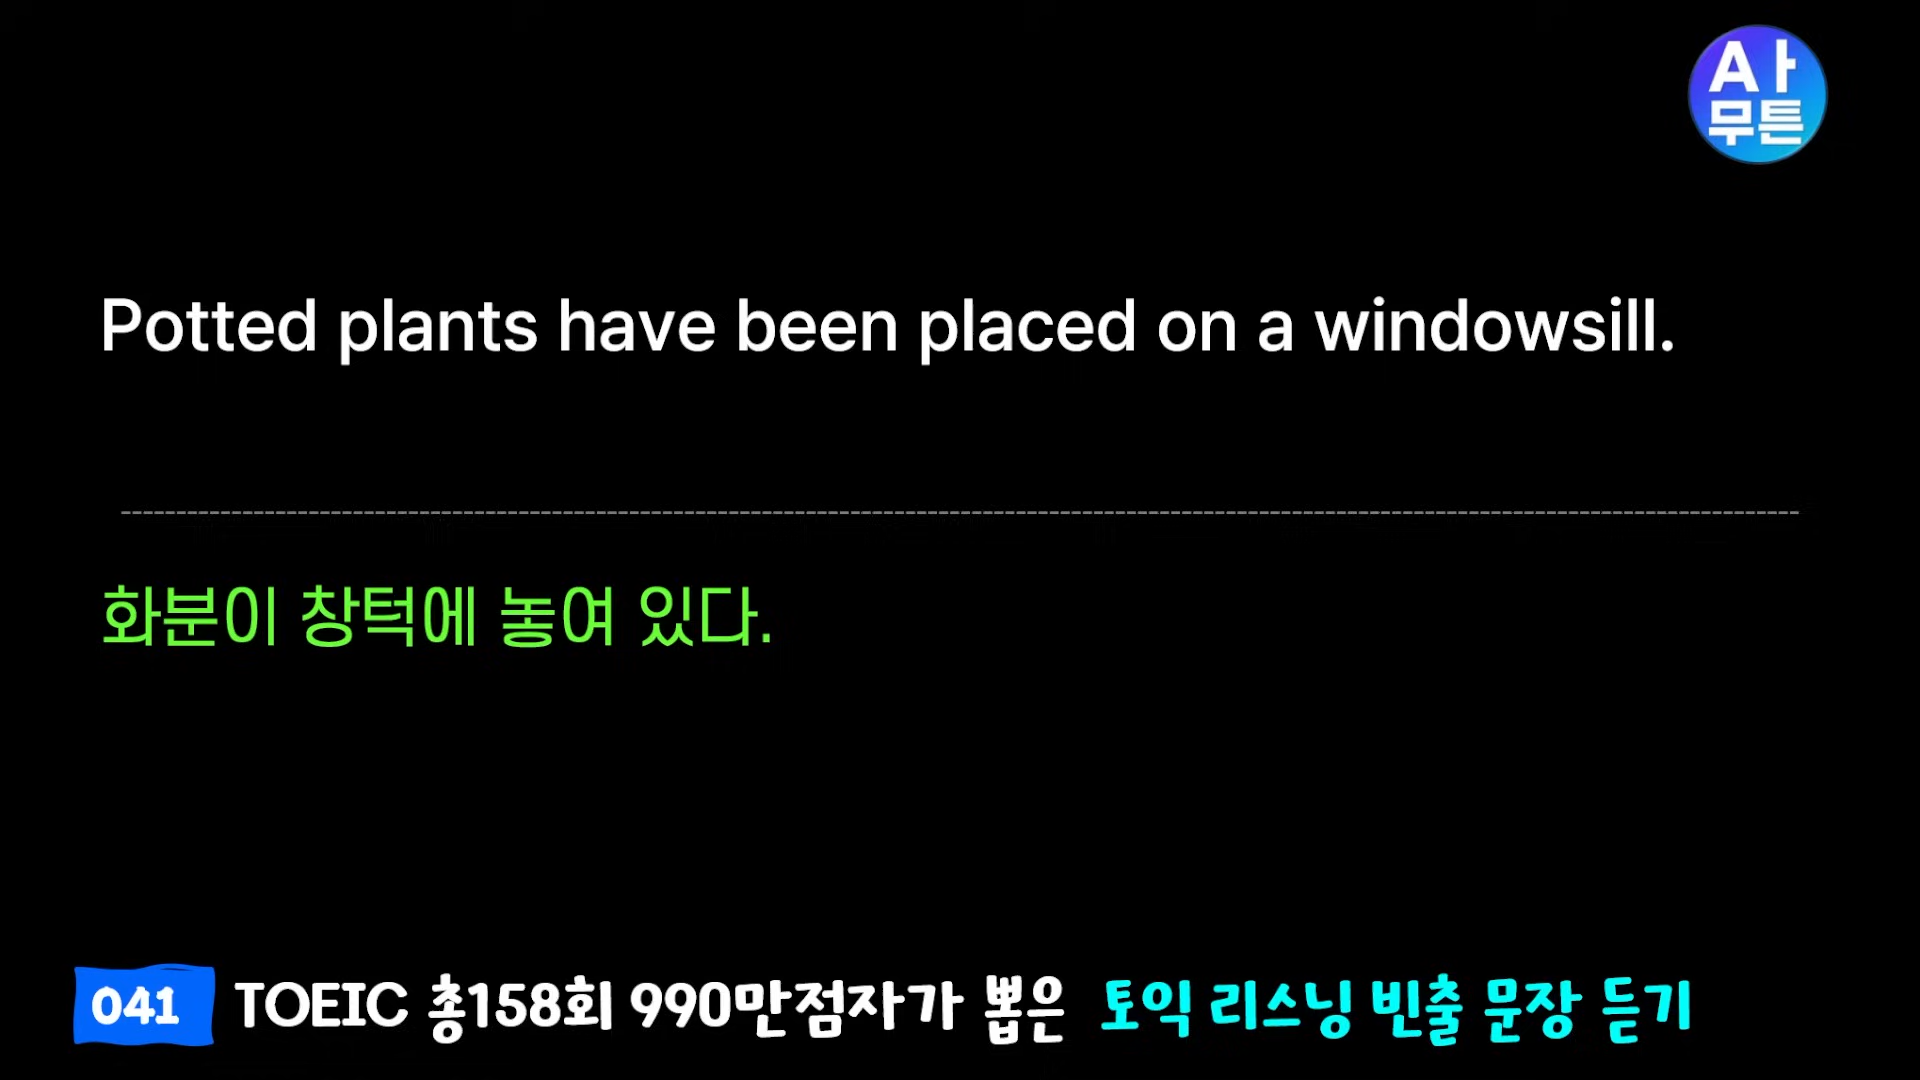 A사
무튼
Potted plants have been placed on a windowsill.
화분이 창턱에 놓여 있다.
041 TOEIC 총158회 990만점자가 뽑은 토익 리스닝 빈출 문장 듣기